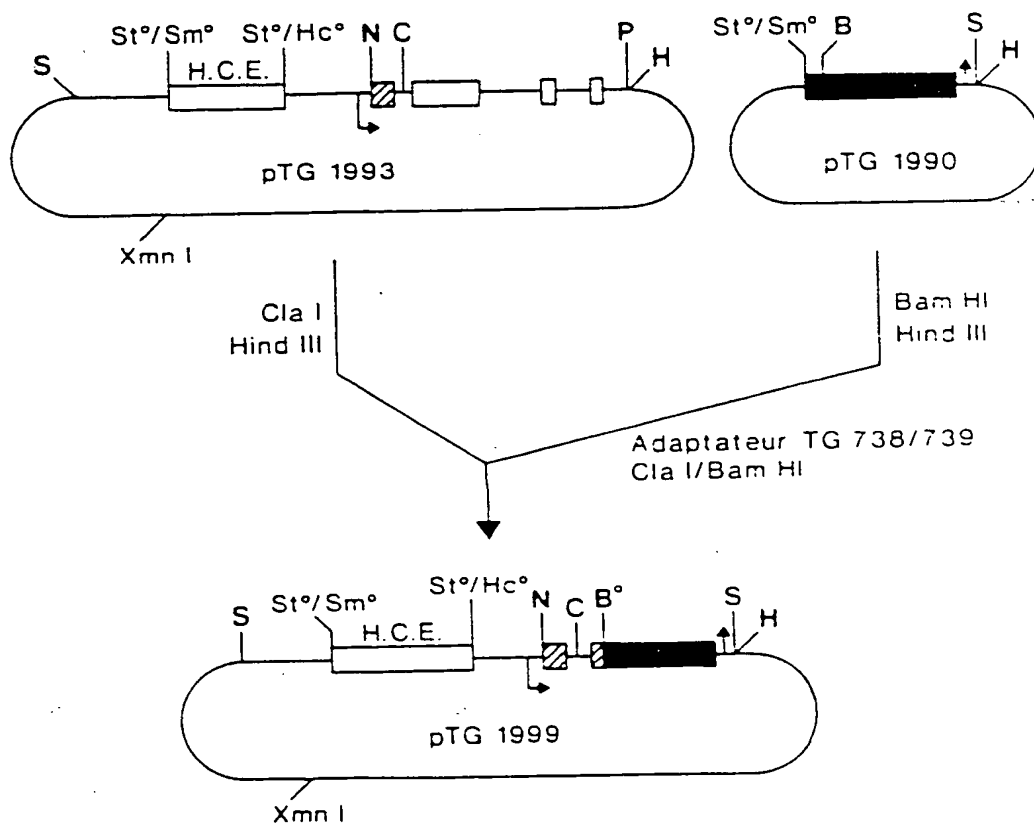 St°/Sm° St°/Hc° N C P St°/Sm° B S
S H.C.E. H H
pTG 1993 pTG 1990
Xmn I
Cla I
Hind III
Bam HI
Hind III
Adaptateur TG 738/739
Cla I/Bam HI
St°/Sm° St°/Hc° N C B° S
S H.C.E. H
pTG 1999
Xmn I